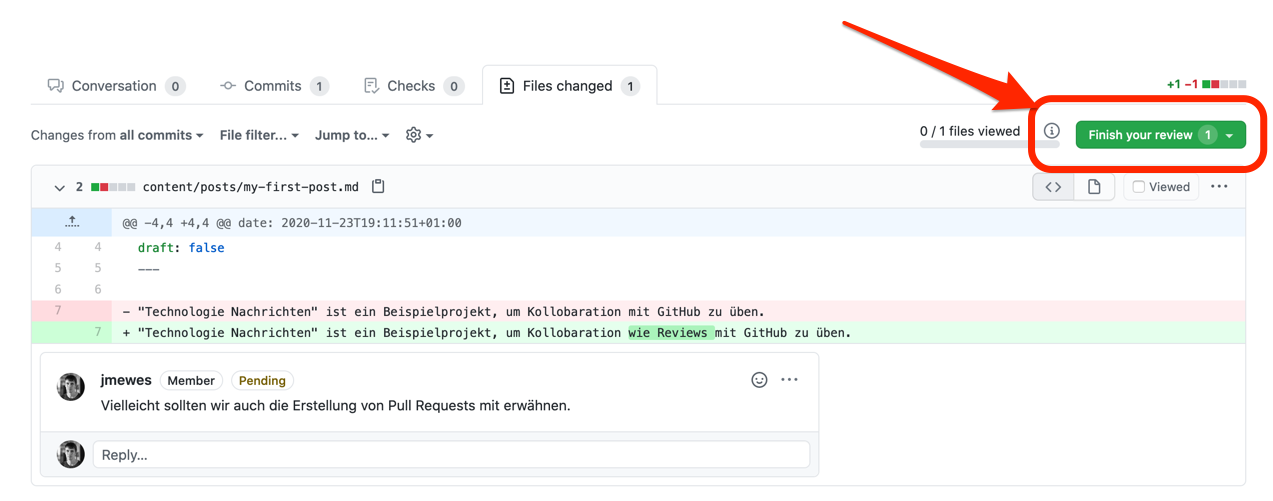 Conversation 0 Commits 1 Checks 0 Files changed 1 +1 −1
Changes from all commits File filter... Jump to... 0 / 1 files viewed Finish your review 1
2 content/posts/my-first-post.md Viewed
@@ -4,4 +4,4 @@ date: 2020-11-23T19:11:51+01:00
4 4 draft: false
5 5 ---
6 6
7 - "Technologie Nachrichten" ist ein Beispielprojekt, um Kollobaration mit GitHub zu üben.
7 + "Technologie Nachrichten" ist ein Beispielprojekt, um Kollobaration wie Reviews mit GitHub zu üben.
jmewes Member Pending
Vielleicht sollten wir auch die Erstellung von Pull Requests mit erwähnen.
Reply...